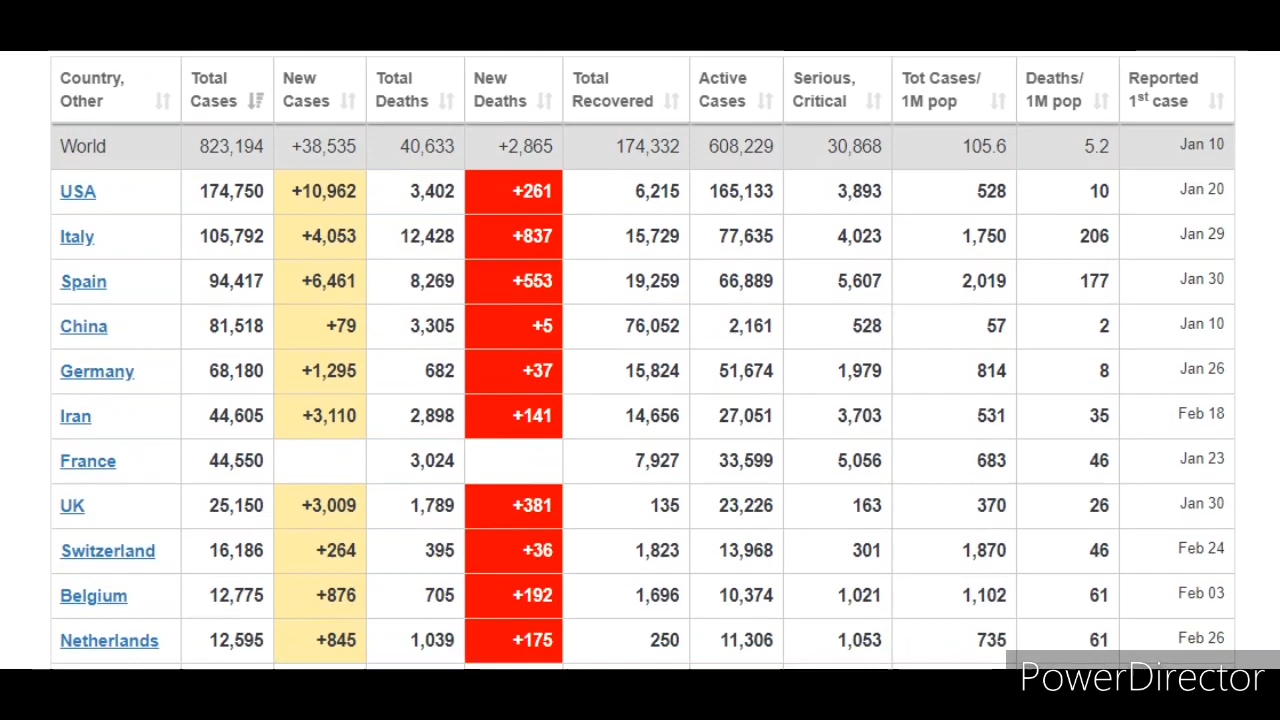 Country, Other Total Cases New Cases Total Deaths New Deaths Total Recovered Active Cases Serious, Critical Tot Cases/ 1M pop Deaths/ 1M pop Reported 1st case
World 823,194 +38,535 40,633 +2,865 174,332 608,229 30,868 105.6 5.2 Jan 10
USA 174,750 +10,962 3,402 +261 6,215 165,133 3,893 528 10 Jan 20
Italy 105,792 +4,053 12,428 +837 15,729 77,635 4,023 1,750 206 Jan 29
Spain 94,417 +6,461 8,269 +553 19,259 66,889 5,607 2,019 177 Jan 30
China 81,518 +79 3,305 +5 76,052 2,161 528 57 2 Jan 10
Germany 68,180 +1,295 682 +37 15,824 51,674 1,979 814 8 Jan 26
Iran 44,605 +3,110 2,898 +141 14,656 27,051 3,703 531 35 Feb 18
France 44,550 3,024 7,927 33,599 5,056 683 46 Jan 23
UK 25,150 +3,009 1,789 +381 135 23,226 163 370 26 Jan 30
Switzerland 16,186 +264 395 +36 1,823 13,968 301 1,870 46 Feb 24
Belgium 12,775 +876 705 +192 1,696 10,374 1,021 1,102 61 Feb 03
Netherlands 12,595 +845 1,039 +175 250 11,306 1,053 735 61 Feb 26
PowerDirector